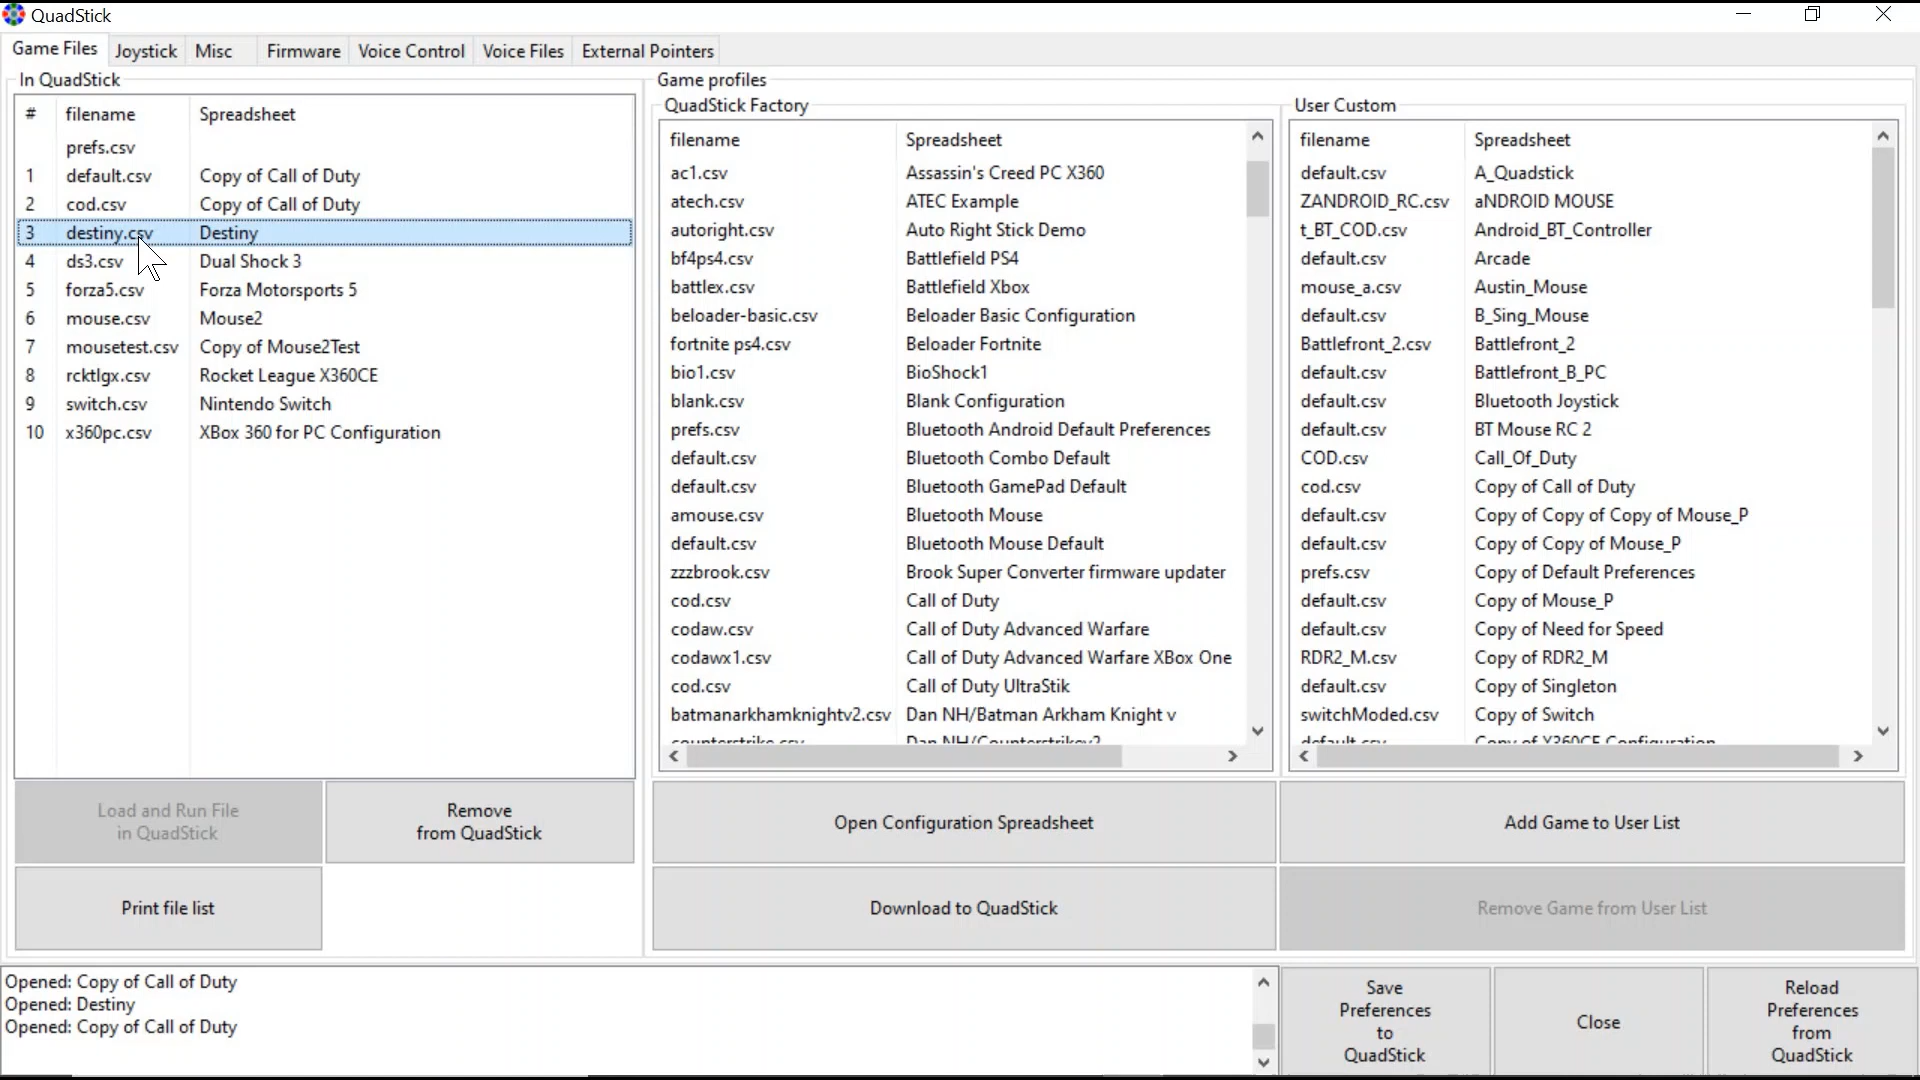 QuadStick
Game Files Joystick Misc Firmware Voice Control Voice Files External Pointers
In QuadStick
# filename Spreadsheet
prefs.csv
1 default.csv Copy of Call of Duty
2 cod.csv Copy of Call of Duty
3 destiny.csv Destiny
4 ds3.csv Dual Shock 3
5 forza5.csv Forza Motorsports 5
6 mouse.csv Mouse2
7 mousetest.csv Copy of Mouse2Test
8 rcktlgx.csv Rocket League X360CE
9 switch.csv Nintendo Switch
10 x360pc.csv XBox 360 for PC Configuration
Load and Run File
in QuadStick
Remove
from QuadStick
Print file list
Game profiles
QuadStick Factory
filename Spreadsheet
ac1.csv Assassin's Creed PC X360
atech.csv ATEC Example
autoright.csv Auto Right Stick Demo
bf4ps4.csv Battlefield PS4
battlex.csv Battlefield Xbox
beloader-basic.csv Beloader Basic Configuration
fortnite ps4.csv Beloader Fortnite
bio1.csv BioShock1
blank.csv Blank Configuration
prefs.csv Bluetooth Android Default Preferences
default.csv Bluetooth Combo Default
default.csv Bluetooth GamePad Default
amouse.csv Bluetooth Mouse
default.csv Bluetooth Mouse Default
zzzbrook.csv Brook Super Converter firmware updater
cod.csv Call of Duty
codaw.csv Call of Duty Advanced Warfare
codawx1.csv Call of Duty Advanced Warfare XBox One
cod.csv Call of Duty UltraStik
batmanarkhamknightv2.csv Dan NH/Batman Arkham Knight v
counterstrike.csv Dan NH/Counterstrikev2
Open Configuration Spreadsheet
Download to QuadStick
User Custom
filename Spreadsheet
default.csv A_Quadstick
ZANDROID_RC.csv aNDROID MOUSE
t_BT_COD.csv Android_BT_Controller
default.csv Arcade
mouse_a.csv Austin_Mouse
default.csv B_Sing_Mouse
Battlefront_2.csv Battlefront_2
default.csv Battlefront_B_PC
default.csv Bluetooth Joystick
default.csv BT Mouse RC 2
COD.csv Call_Of_Duty
cod.csv Copy of Call of Duty
default.csv Copy of Copy of Copy of Mouse_P
default.csv Copy of Copy of Mouse_P
prefs.csv Copy of Default Preferences
default.csv Copy of Mouse_P
default.csv Copy of Need for Speed
RDR2_M.csv Copy of RDR2_M
default.csv Copy of Singleton
switchModed.csv Copy of Switch
default.csv Copy of X360CE Configuration
Add Game to User List
Remove Game from User List
Opened: Copy of Call of Duty
Opened: Destiny
Opened: Copy of Call of Duty
Save
Preferences
to
QuadStick
Close
Reload
Preferences
from
QuadStick